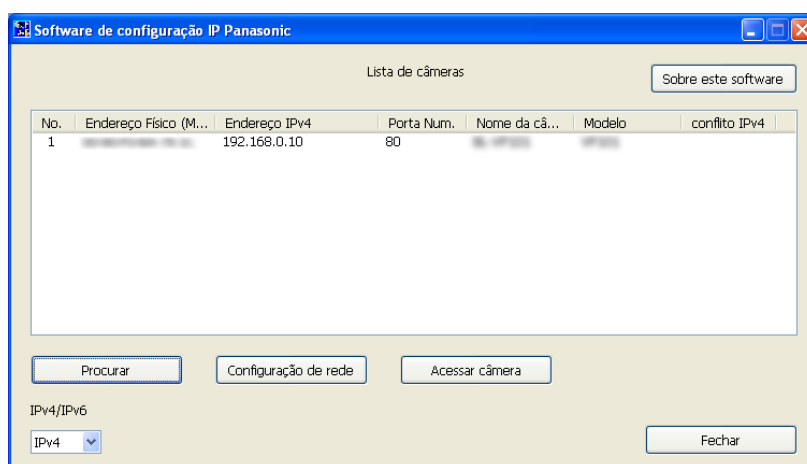 Software de configuração IP Panasonic
Lista de câmeras
Sobre este software
No. Endereço Físico (M... Endereço IPv4 Porta Num. Nome da câ... Modelo conflito IPv4
1 192.168.0.10 80
Procurar Configuração de rede Acessar câmera
IPv4/IPv6
IPv4 Fechar